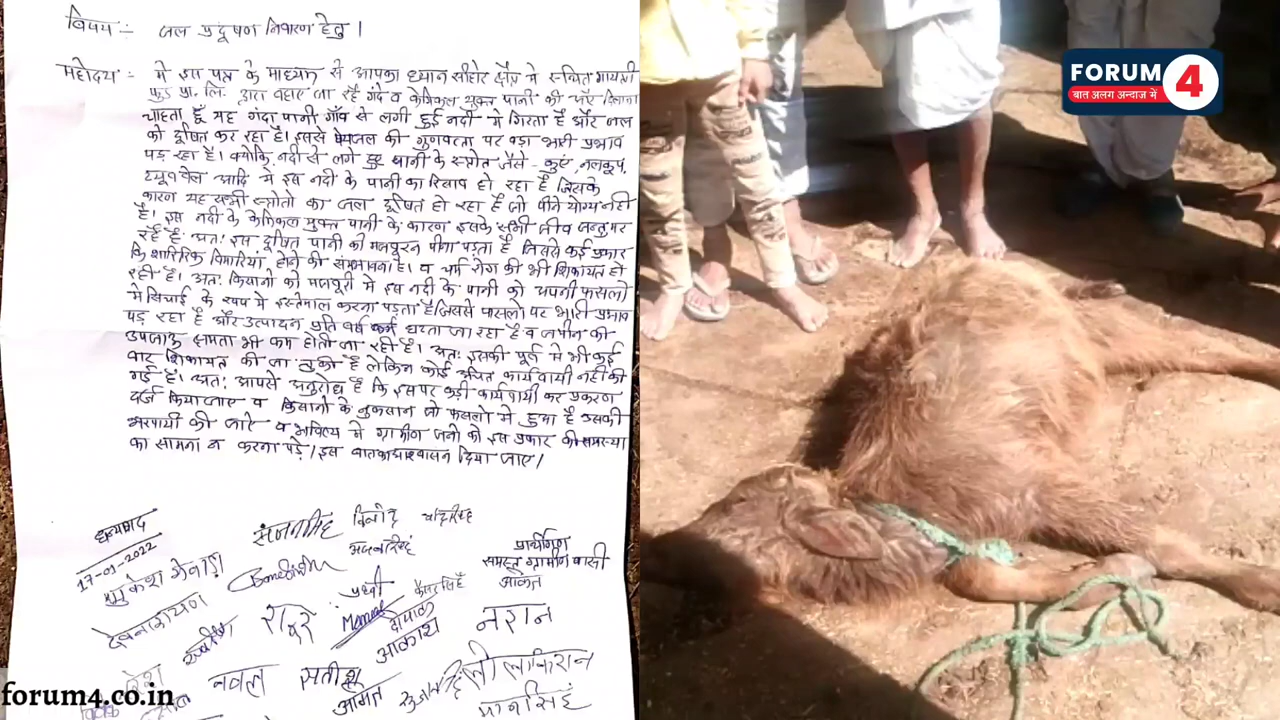 विषय :- जल प्रदूषण निवारण हेतु ।
महोदय :- मे इस पत्र के माध्यम से आपका ध्यान सीहोर क्षेत्र मे स्थित गायत्री
फुड प्रा. लि. द्वारा बहाए जा रहे गंदे व केमिकल युक्त पानी की ओर दिलाना
चाहता हूँ यह गंदा पानी गाँव से लगी हुई नदी मे गिरता है और जल
को दूषित कर रहा है। इससे पेयजल की गुणवत्ता पर बड़ा भारी प्रभाव
पड़ रहा है। क्योकि नदी से लगे हुए पानी के स्त्रोत जैसे - कुएं, नलकूप,
ट्यूबवेल आदि मे इस नदी के पानी का रिसाव हो रहा है जिसके
कारण यह सभी स्त्रोतो का जल दूषित हो रहा है जो पीने योग्य नही
है। इस नदी के केमिकल युक्त पानी के कारण इसके सभी जीव जन्तु मर
रहे है। अतः इस दूषित पानी को मजबूरन पीना पड़ता है जिससे कई प्रकार
कि शारिरिक बिमारियां होने की संभावना है। व चर्म रोग की भी शिकायत हो
रही है। अतः किसानो को मजबूरी मे इस नदी के पानी को अपनी फसलो
मे सिचाई के रूप मे इस्तेमाल करना पड़ता है जिससे फसलो पर भारी प्रभाव
पड़ रहा है और उत्पादन प्रति वर्ष कम घटता जा रहा है व जमीन की
उपजाऊ क्षमता भी कम होती जा रही है। अतः इसकी पूर्व मे भी कई
बार शिकायत की जा चुकी है लेकिन कोई उचित कार्यवायी नही की
गई है। अतः आपसे अनुरोध है कि इस पर कड़ी कार्यवायी कर प्रकरण
दर्ज किया जाए व किसानो के नुकसान जो फसलो मे हुआ है उसकी
भरपायी की जाए व भविष्य मे ग्रामीण जनो को इस प्रकार की समस्या
का सामना न करना पड़े। इस बात का आश्वासन दिया जाए।
धन्यवाद
17-01-2022
प्रार्थीगण
समस्त ग्रामीण वासी
मुकेश मेवाड़ा
विनोद
देवनारायण
पृथ्वी
आकाश
नरान
नवल सतीश
मानसिहं
FORUM 4
बात अलग अन्दाज में
forum4.co.in